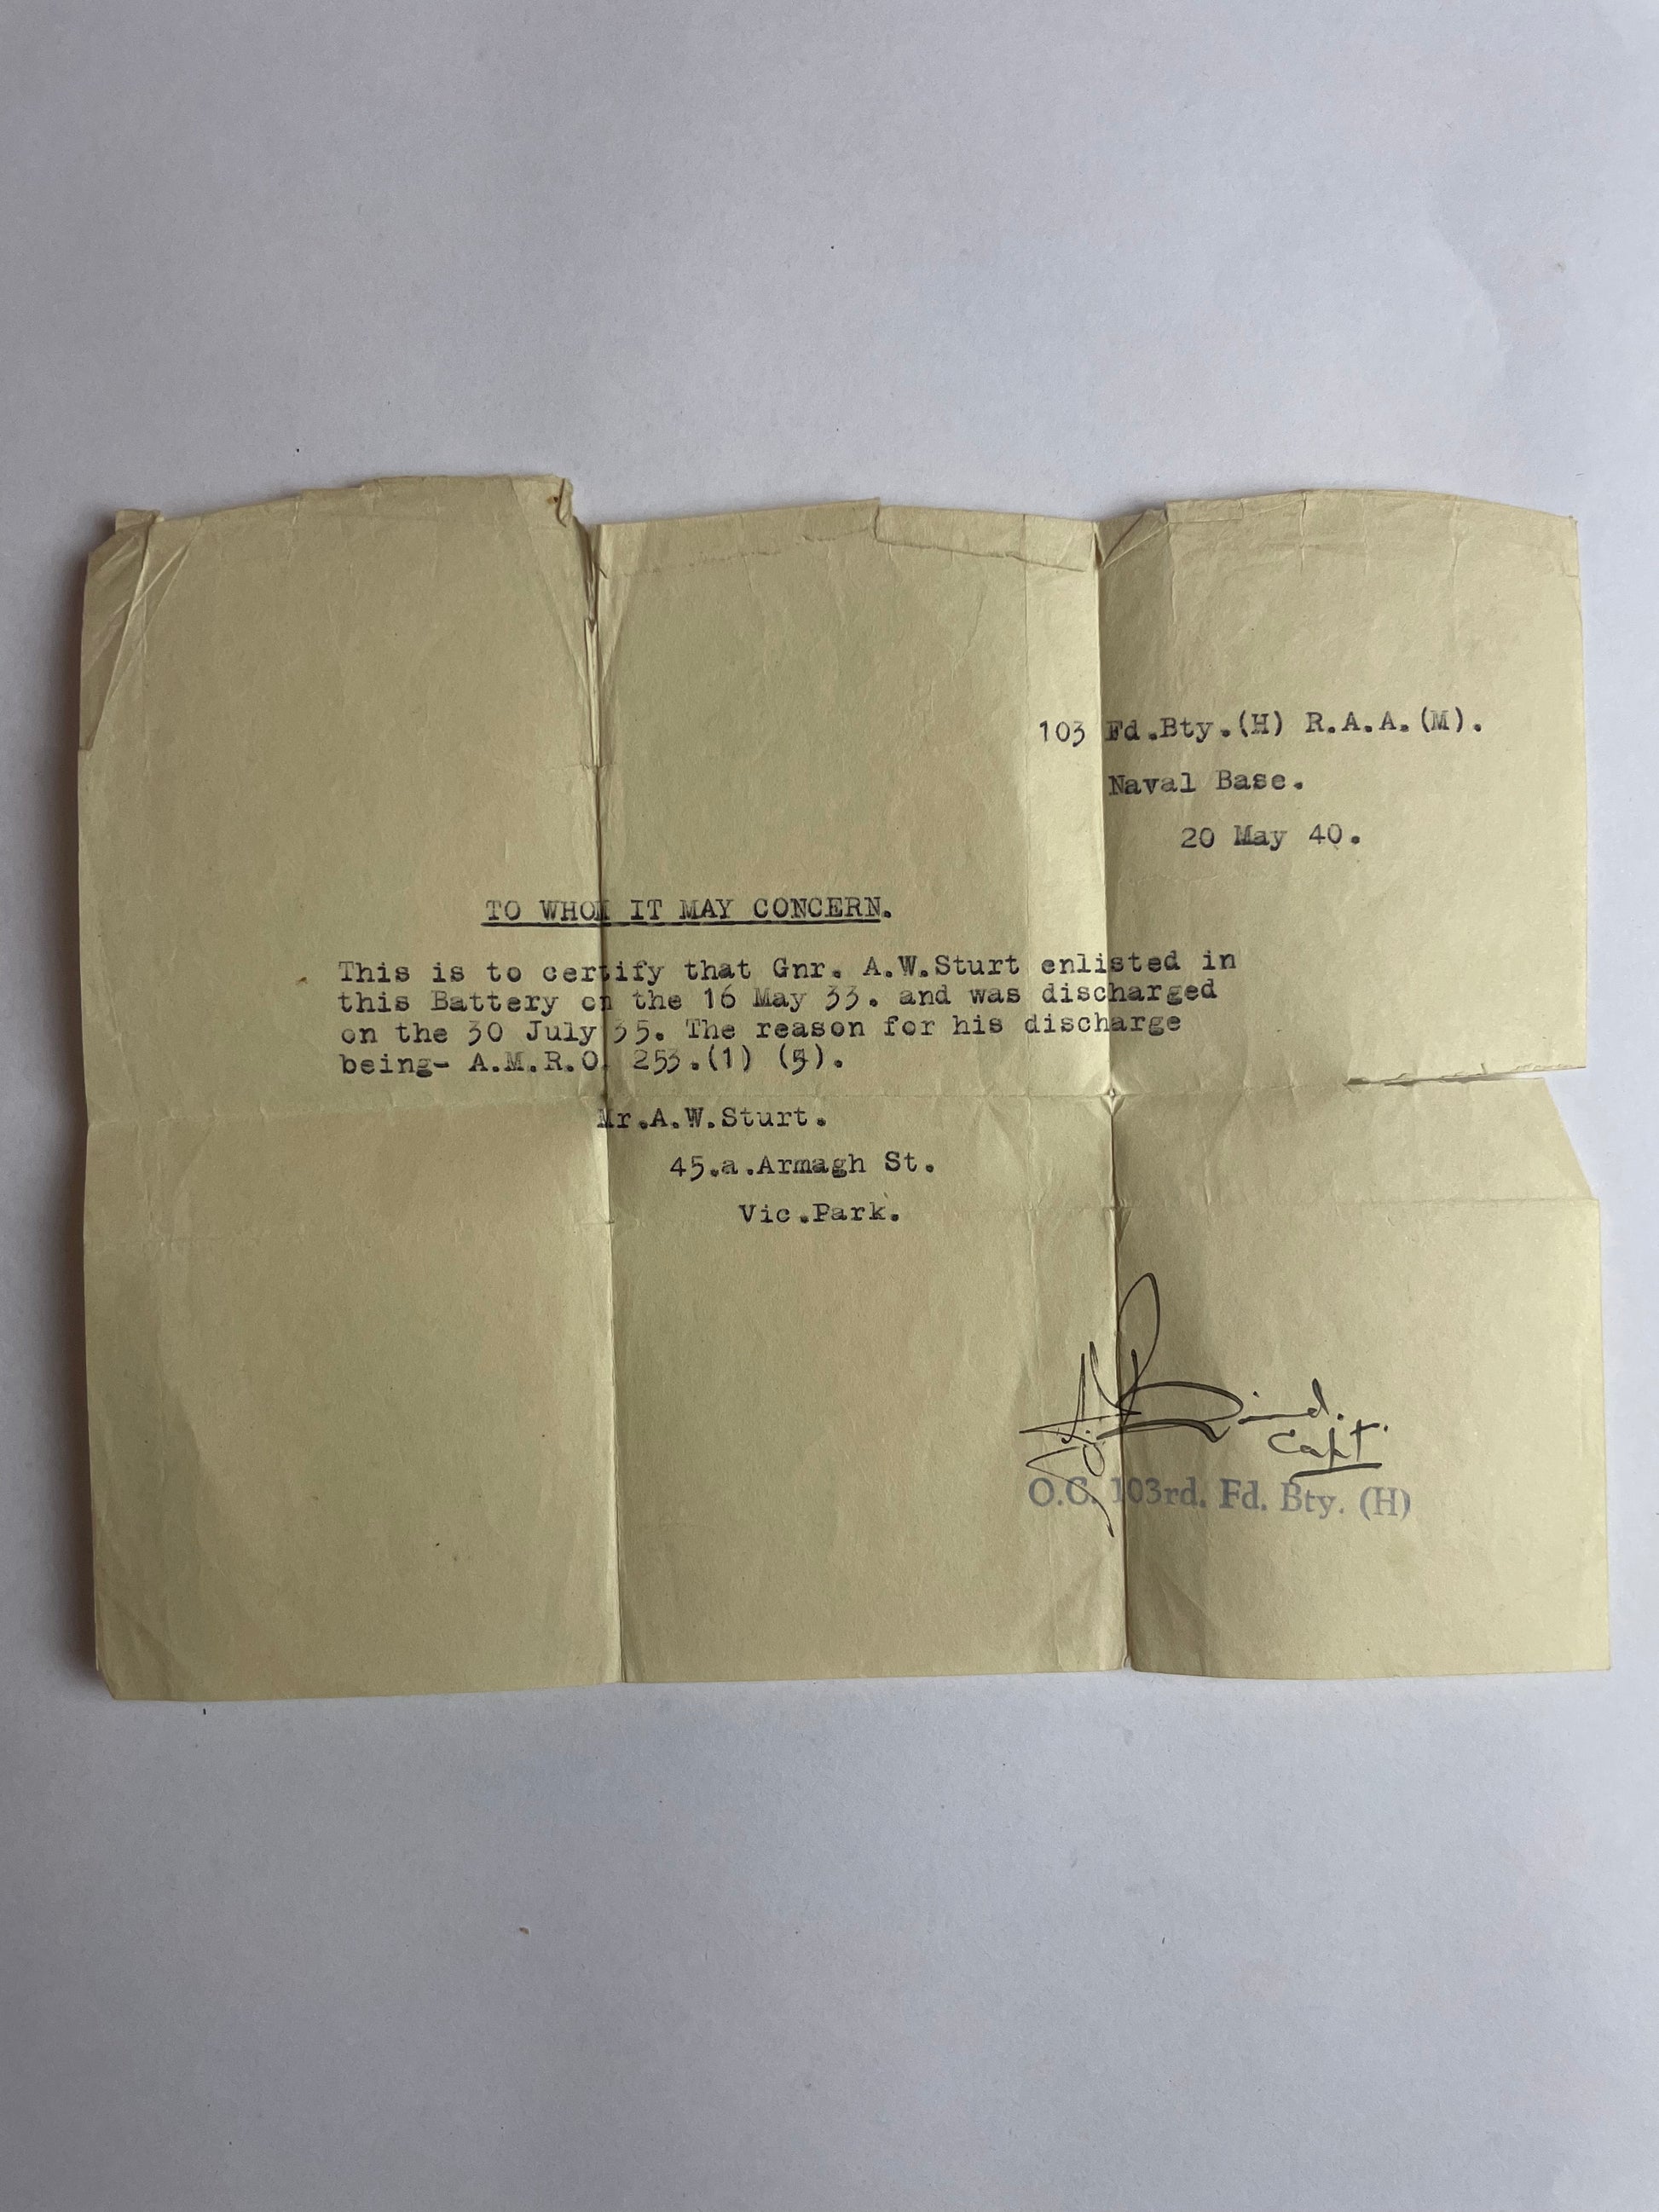 103 Fd.Bty.(H) R.A.A.(M).
Naval Base.
20 May 40.
TO WHOM IT MAY CONCERN.
This is to certify that Gnr. A.W.Sturt enlisted in
this Battery on the 16 May 33. and was discharged
on the 30 July 35. The reason for his discharge
being- A.M.R.O. 253.(1) (5).
Mr.A.W.Sturt.
45.a.Armagh St.
Vic.Park.
Capt.
O.C. 103rd. Fd. Bty. (H)